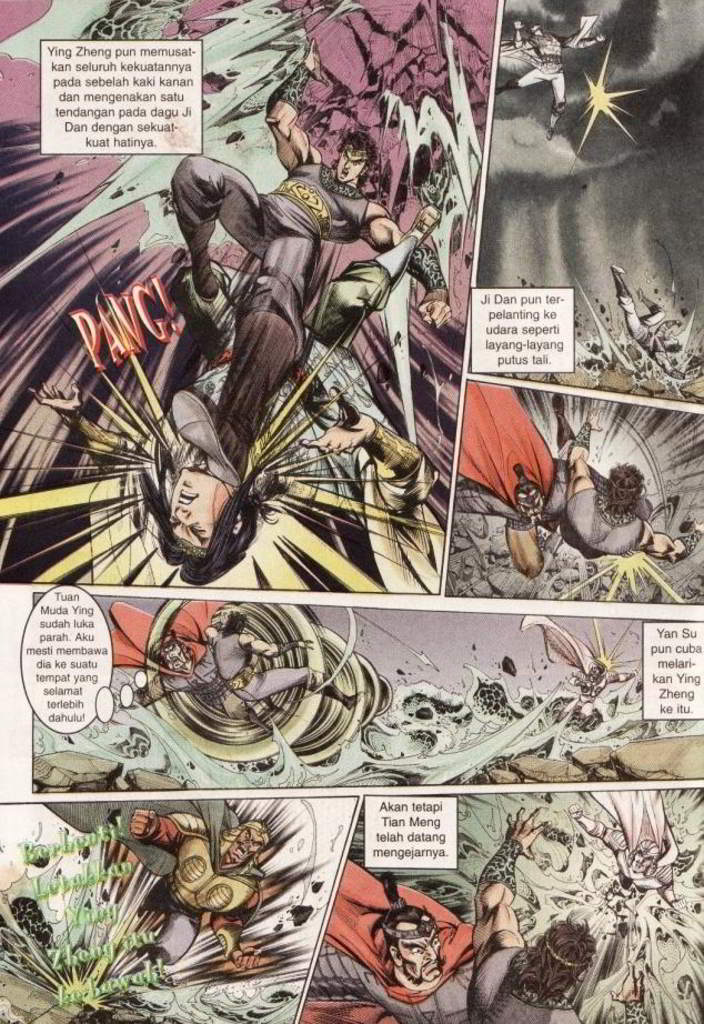 Ying Zheng pun memusat-
kan seluruh kekuatannya
pada sebelah kaki kanan
dan mengenakan satu
tendangan pada dagu Ji
Dan dengan sekuat-
kuat hatinya.
PANG!
Ji Dan pun ter-
pelanting ke
udara seperti
layang-layang
putus tali.
Tuan
Muda Ying
sudah luka
parah. Aku
mesti membawa
dia ke suatu
tempat yang
selamat
terlebih
dahulu!
Yan Su
pun cuba
melari-
kan Ying
Zheng
ke itu.
Berhenti!
Letakkan
Ying
Zheng itu
ke bawah!
Akan tetapi
Tian Meng
telah datang
mengejarnya.